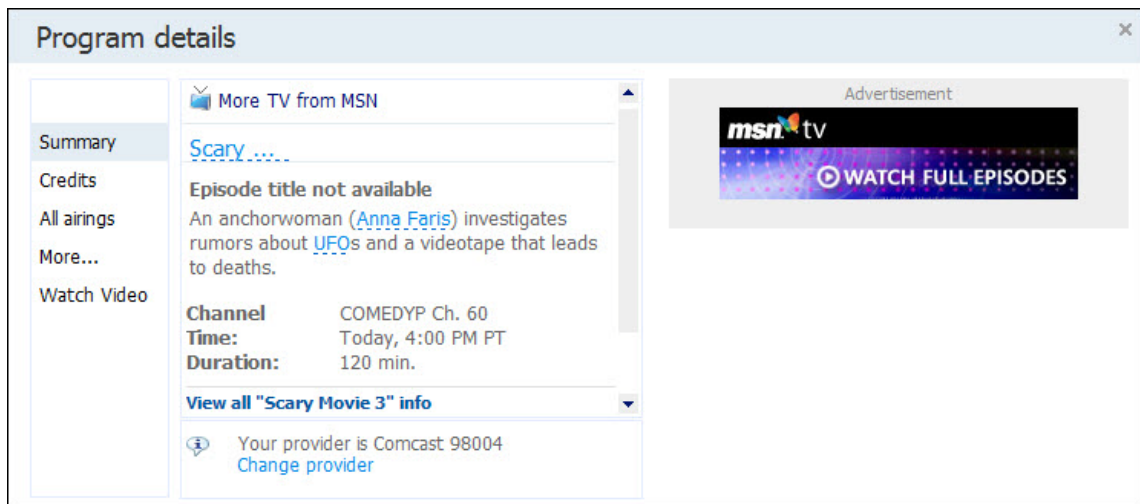 Program details
Summary
Credits
All airings
More...
Watch Video
More TV from MSN
Scary ...
Episode title not available
An anchorwoman (Anna Faris) investigates
rumors about UFOs and a videotape that leads
to deaths.
Channel COMEDYP Ch. 60
Time: Today, 4:00 PM PT
Duration: 120 min.
View all "Scary Movie 3" info
Your provider is Comcast 98004
Change provider
Advertisement
msn tv
WATCH FULL EPISODES